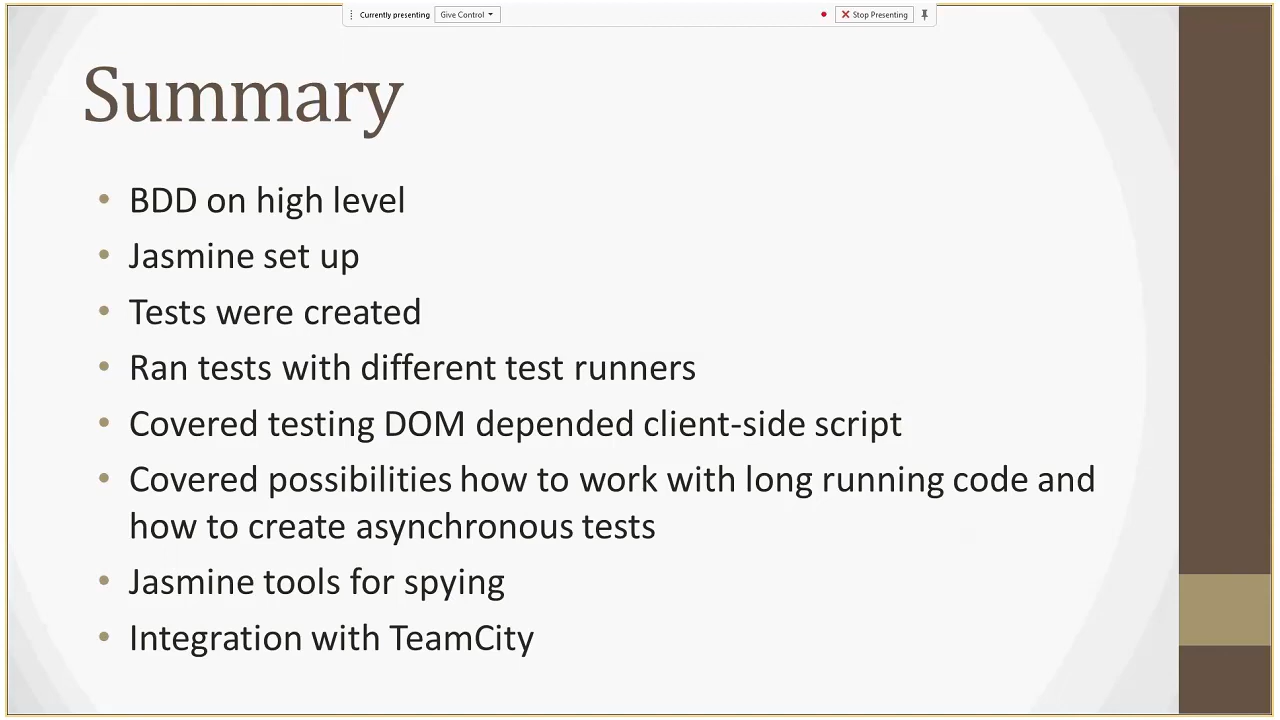 Currently presenting Give Control Stop Presenting
Summary
• BDD on high level
• Jasmine set up
• Tests were created
• Ran tests with different test runners
• Covered testing DOM depended client-side script
• Covered possibilities how to work with long running code and
how to create asynchronous tests
• Jasmine tools for spying
• Integration with TeamCity